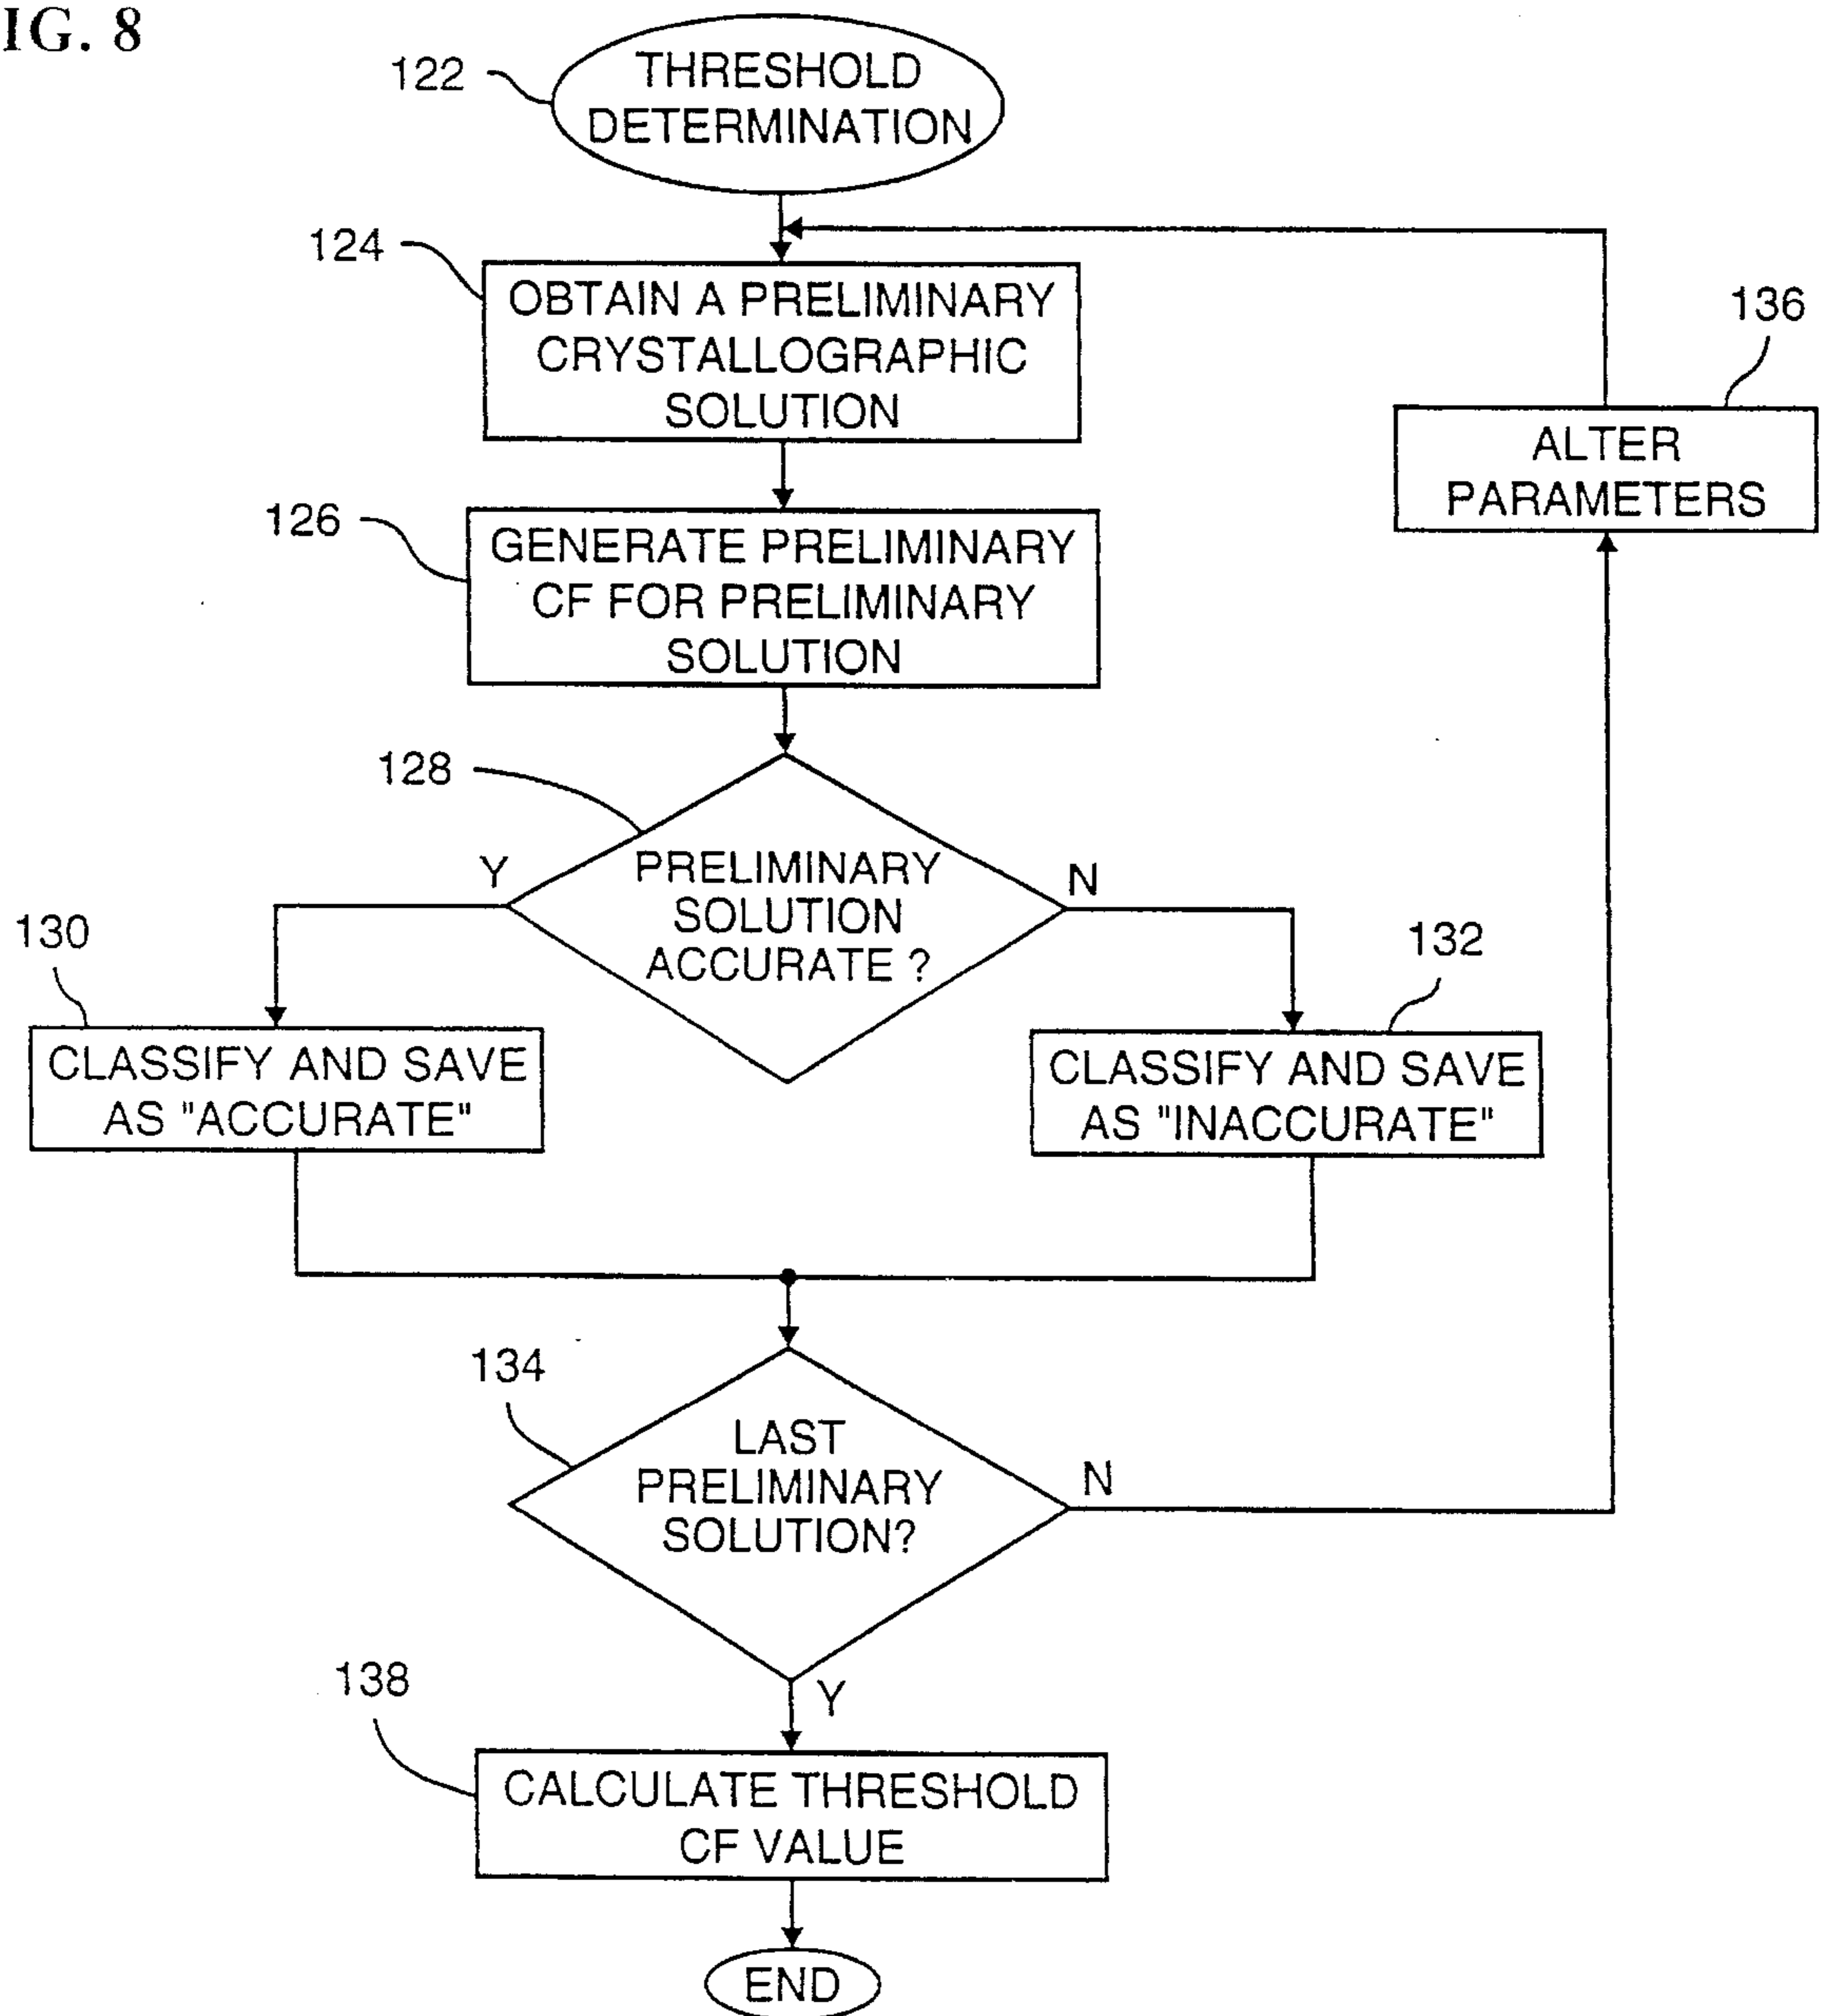 IG. 8
122
THRESHOLD
DETERMINATION
124
OBTAIN A PRELIMINARY
CRYSTALLOGRAPHIC
SOLUTION
136
ALTER
PARAMETERS
126
GENERATE PRELIMINARY
CF FOR PRELIMINARY
SOLUTION
128
Y
PRELIMINARY
SOLUTION
ACCURATE ?
N
130
CLASSIFY AND SAVE
AS "ACCURATE"
132
CLASSIFY AND SAVE
AS "INACCURATE"
134
LAST
PRELIMINARY
SOLUTION?
N
Y
138
CALCULATE THRESHOLD
CF VALUE
END